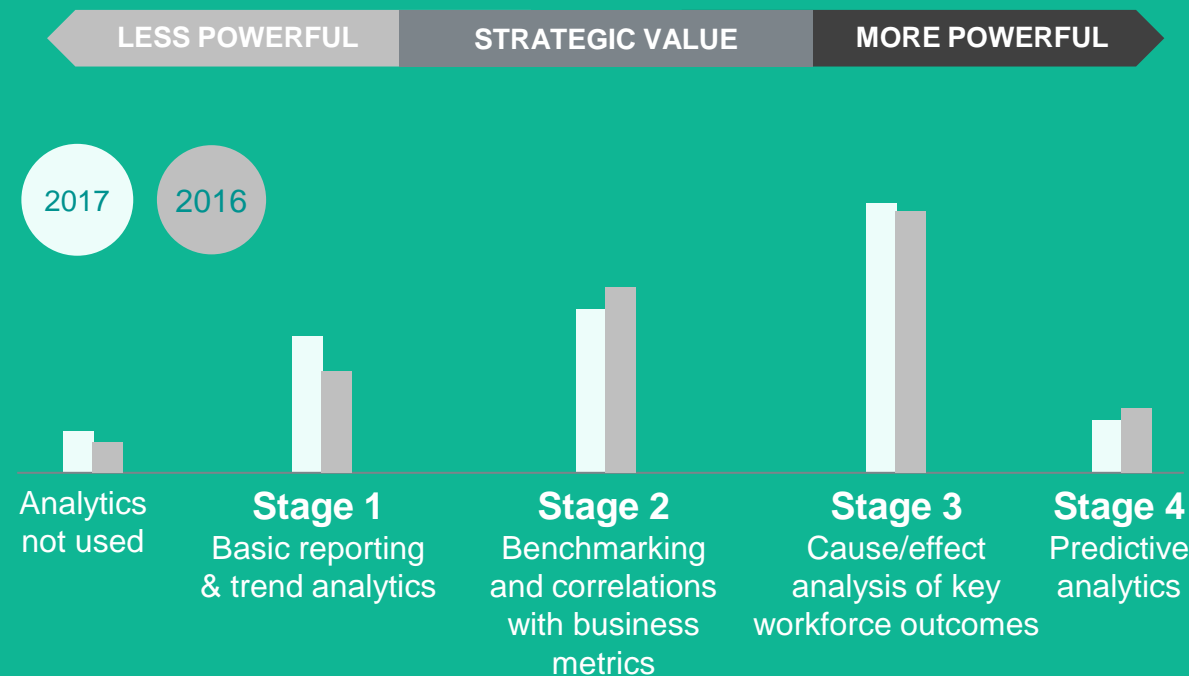 LESS POWERFUL
STRATEGIC VALUE
MORE POWERFUL
2017
2016
Analytics
not used
Stage 1
Basic reporting
& trend analytics
Stage 2
Benchmarking
and correlations
with business
metrics
Stage 3
Cause/effect
analysis of key
workforce outcomes
Stage 4
Predictive
analytics